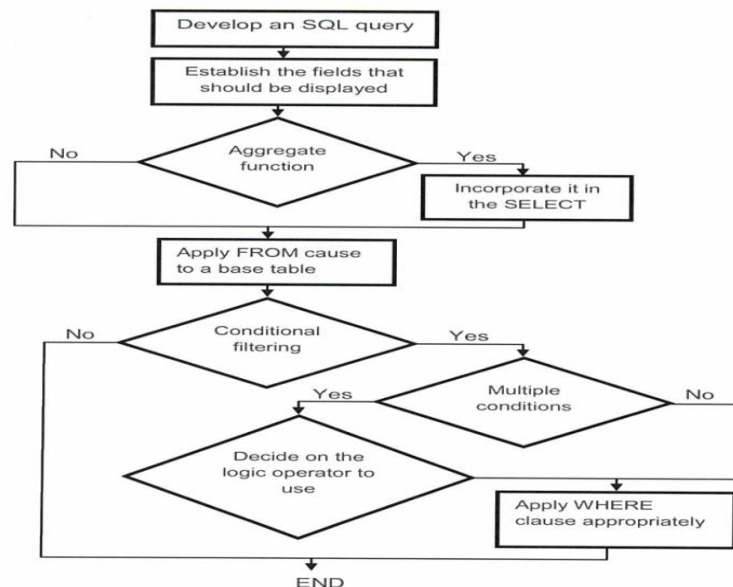 Develop an SQL query
Establish the fields that
should be displayed
No
Aggregate
function
Yes
Incorporate it in
the SELECT
Apply FROM cause
to a base table
No
Conditional
filtering
Yes
Yes
Multiple
conditions
No
Decide on the
logic operator to
use
Apply WHERE
clause appropriately
END